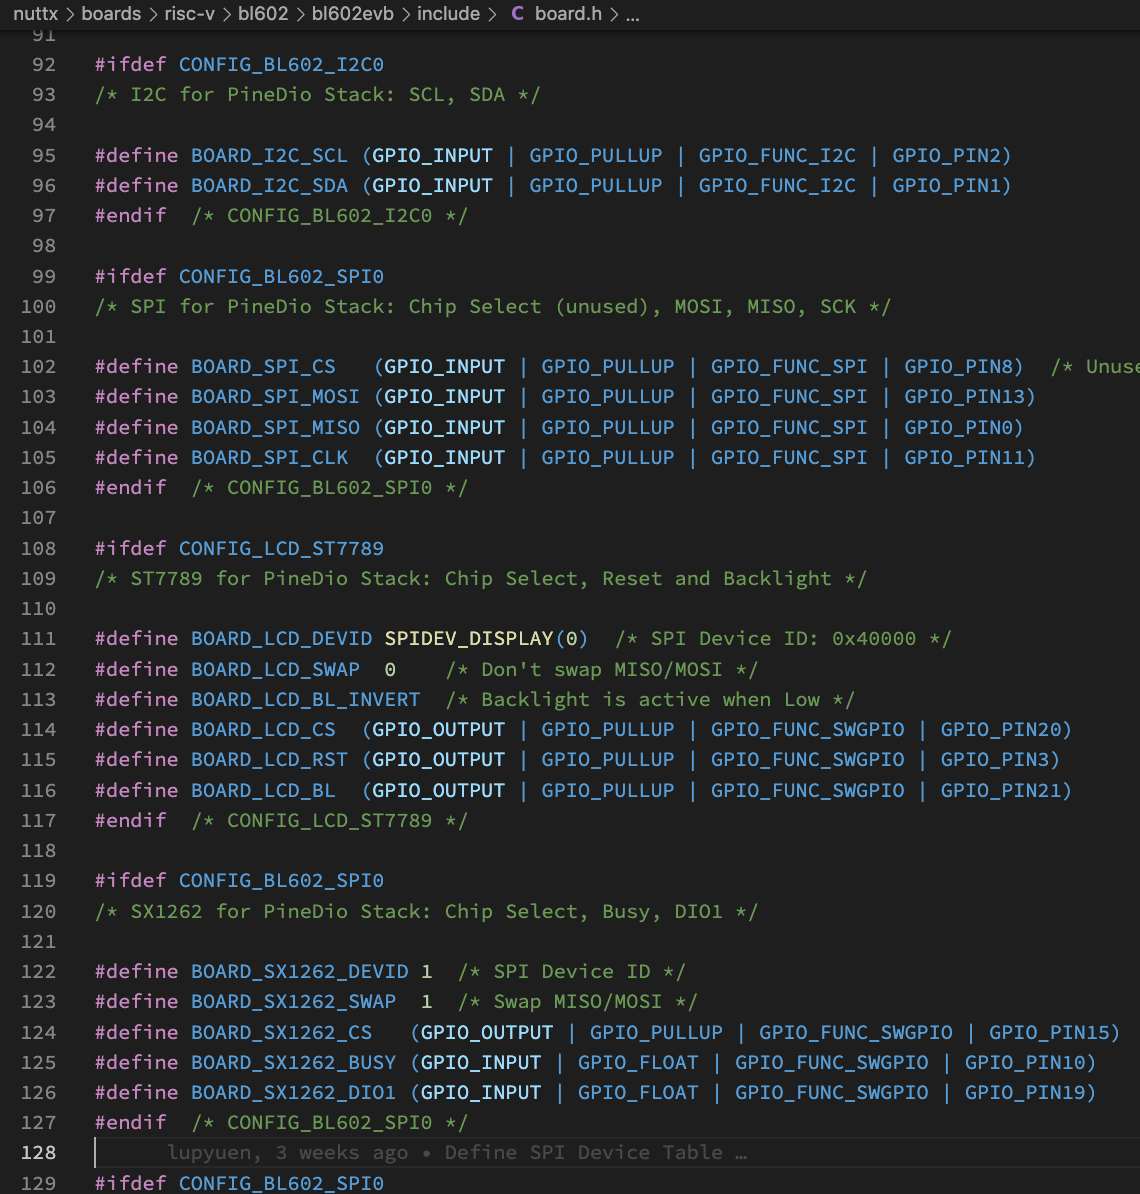 nuttx > boards > risc-v > bl602 > bl602evb > include > C board.h > ...
91
92 #ifdef CONFIG_BL602_I2C0
93 /* I2C for PineDio Stack: SCL, SDA */
94
95 #define BOARD_I2C_SCL (GPIO_INPUT | GPIO_PULLUP | GPIO_FUNC_I2C | GPIO_PIN2)
96 #define BOARD_I2C_SDA (GPIO_INPUT | GPIO_PULLUP | GPIO_FUNC_I2C | GPIO_PIN1)
97 #endif  /* CONFIG_BL602_I2C0 */
98
99 #ifdef CONFIG_BL602_SPI0
100 /* SPI for PineDio Stack: Chip Select (unused), MOSI, MISO, SCK */
101
102 #define BOARD_SPI_CS   (GPIO_INPUT | GPIO_PULLUP | GPIO_FUNC_SPI | GPIO_PIN8)  /* Unuse
103 #define BOARD_SPI_MOSI (GPIO_INPUT | GPIO_PULLUP | GPIO_FUNC_SPI | GPIO_PIN13)
104 #define BOARD_SPI_MISO (GPIO_INPUT | GPIO_PULLUP | GPIO_FUNC_SPI | GPIO_PIN0)
105 #define BOARD_SPI_CLK  (GPIO_INPUT | GPIO_PULLUP | GPIO_FUNC_SPI | GPIO_PIN11)
106 #endif  /* CONFIG_BL602_SPI0 */
107
108 #ifdef CONFIG_LCD_ST7789
109 /* ST7789 for PineDio Stack: Chip Select, Reset and Backlight */
110
111 #define BOARD_LCD_DEVID SPIDEV_DISPLAY(0)  /* SPI Device ID: 0x40000 */
112 #define BOARD_LCD_SWAP  0    /* Don't swap MISO/MOSI */
113 #define BOARD_LCD_BL_INVERT  /* Backlight is active when Low */
114 #define BOARD_LCD_CS  (GPIO_OUTPUT | GPIO_PULLUP | GPIO_FUNC_SWGPIO | GPIO_PIN20)
115 #define BOARD_LCD_RST (GPIO_OUTPUT | GPIO_PULLUP | GPIO_FUNC_SWGPIO | GPIO_PIN3)
116 #define BOARD_LCD_BL  (GPIO_OUTPUT | GPIO_PULLUP | GPIO_FUNC_SWGPIO | GPIO_PIN21)
117 #endif  /* CONFIG_LCD_ST7789 */
118
119 #ifdef CONFIG_BL602_SPI0
120 /* SX1262 for PineDio Stack: Chip Select, Busy, DIO1 */
121
122 #define BOARD_SX1262_DEVID 1  /* SPI Device ID */
123 #define BOARD_SX1262_SWAP  1  /* Swap MISO/MOSI */
124 #define BOARD_SX1262_CS   (GPIO_OUTPUT | GPIO_PULLUP | GPIO_FUNC_SWGPIO | GPIO_PIN15)
125 #define BOARD_SX1262_BUSY (GPIO_INPUT | GPIO_FLOAT | GPIO_FUNC_SWGPIO | GPIO_PIN10)
126 #define BOARD_SX1262_DIO1 (GPIO_INPUT | GPIO_FLOAT | GPIO_FUNC_SWGPIO | GPIO_PIN19)
127 #endif  /* CONFIG_BL602_SPI0 */
128 lupyuen, 3 weeks ago • Define SPI Device Table …
129 #ifdef CONFIG_BL602_SPI0